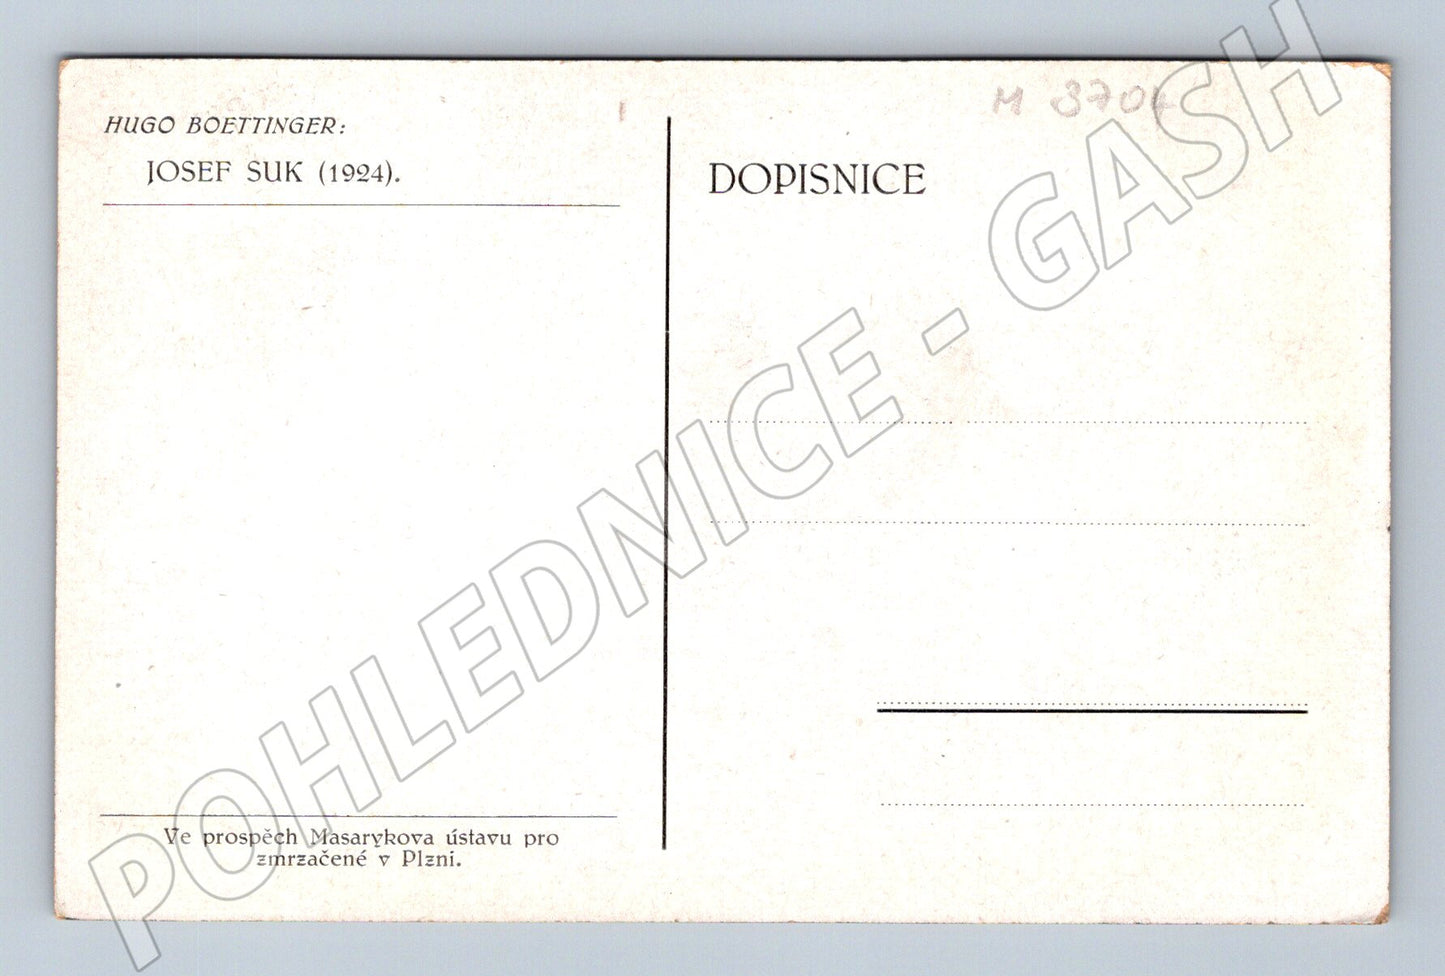 HUGO BOETTINGER:
JOSEF SUK (1924).
DOPISNICE
Ve prospěch Masarykova ústavu pro
zmrzačené v Plzni.
POHLEDNICE - GASH